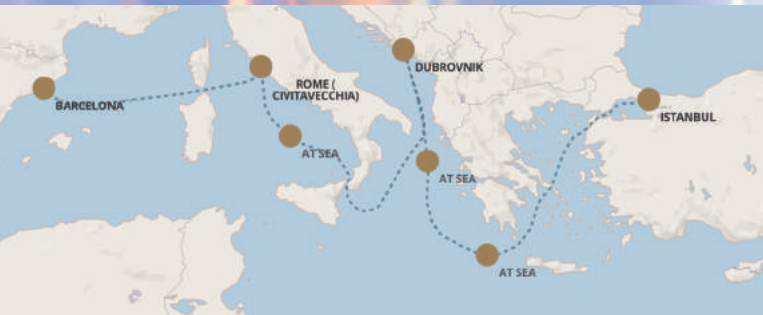 DUBROVNIK
ROME (
CIVITAVECCHIA)
BARCELONA
ISTANBUL
AT SEA
AT SEA
AT SEA